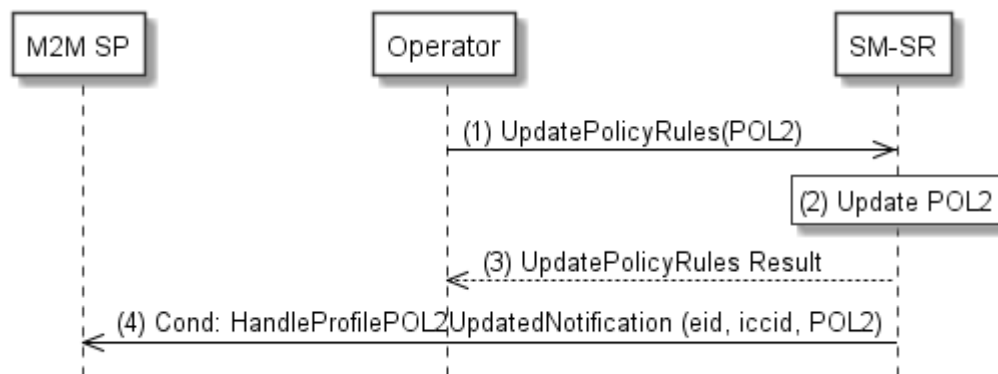 M2M SP
Operator
SM-SR
(1) UpdatePolicyRules(POL2)
(2) Update POL2
(3) UpdatePolicyRules Result
(4) Cond: HandleProfilePOL2UpdatedNotification (eid, iccid, POL2)